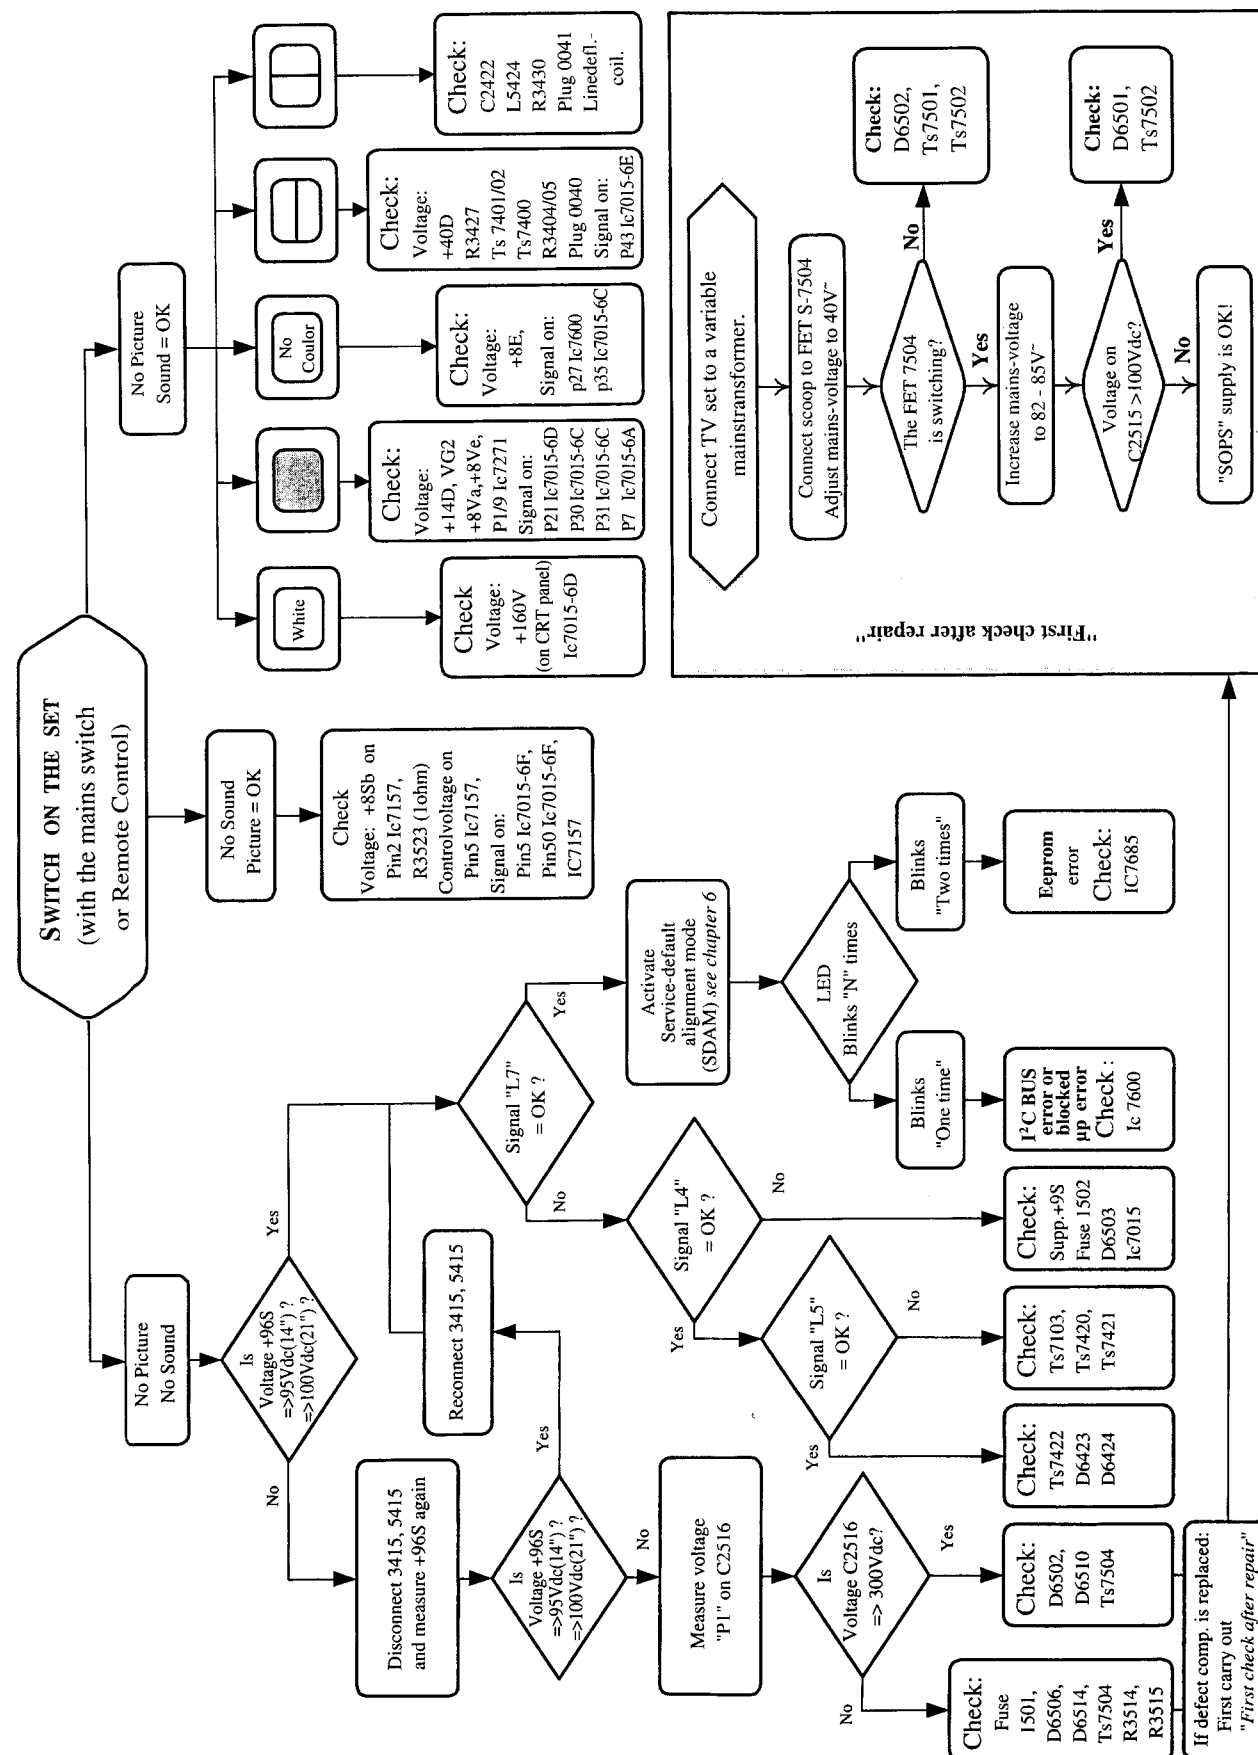 SWITCH ON THE SET
(with the mains switch
or Remote Control)
No Picture
No Sound
Is
Voltage +96S
=>95Vdc(14") ?
=>100Vdc(21") ?
No
Yes
Disconnect 3415, 5415
and measure +96S again
Is
Voltage +96S
=>95Vdc(14") ?
=>100Vdc(21") ?
Yes
No
Reconnect 3415, 5415
Measure voltage
"P1" on C2516
Is
Voltage C2516
=> 300Vdc?
No
Yes
Check:
Fuse
1501,
D6506,
D6514,
Ts7504
R3514,
R3515
Check:
D6502,
D6510
Ts7504
If defect comp. is replaced:
First carry out
"First check after repair"
Signal "L7"
= OK ?
No
Yes
Signal "L4"
= OK ?
Yes
No
Signal "L5"
= OK ?
Yes
No
Check:
Ts7422
D6423
D6424
Check:
Ts7103,
Ts7420,
Ts7421
Check:
Supp.+9S
Fuse 1502
D6503
Ic7015
Activate
Service-default
alignment mode
(SDAM) see chapter 6
LED
Blinks "N" times
Blinks
"One time"
Blinks
"Two times"
I²C BUS
error or
blocked
µp error
Check :
Ic 7600
Eeprom
error
Check:
IC7685
No Sound
Picture = OK
Check
Voltage: +8Sb on
Pin2 Ic7157,
R3523 (1ohm)
Controlvoltage on
Pin5 Ic7157,
Signal on:
Pin5 Ic7015-6F,
Pin50 Ic7015-6F,
IC7157
No Picture
Sound = OK
White
Check
Voltage:
+160V
(on CRT panel)
Ic7015-6D
Check:
Voltage:
+14D, VG2
+8Va,+8Ve,
P1/9 Ic7271
Signal on:
P21 Ic7015-6D
P30 Ic7015-6C
P31 Ic7015-6C
P7 Ic7015-6A
No
Coulor
Check:
Voltage:
+8E,
Signal on:
p27 Ic7600
p35 Ic7015-6C
Check:
Voltage:
+40D
R3427
Ts 7401/02
Ts7400
R3404/05
Plug 0040
Signal on:
P43 Ic7015-6E
Check:
C2422
L5424
R3430
Plug 0041
Linedefl.-
coil.
"First check after repair"
Connect TV set to a variable
mainstransformer.
Connect scoop to FET S-7504
Adjust mains-voltage to 40V~
The FET 7504
is switching?
No
Check:
D6502,
Ts7501,
Ts7502
Yes
Increase mains-voltage
to 82 - 85V~
Voltage on
C2515 >100Vdc?
Yes
Check:
D6501,
Ts7502
No
"SOPS" supply is OK!